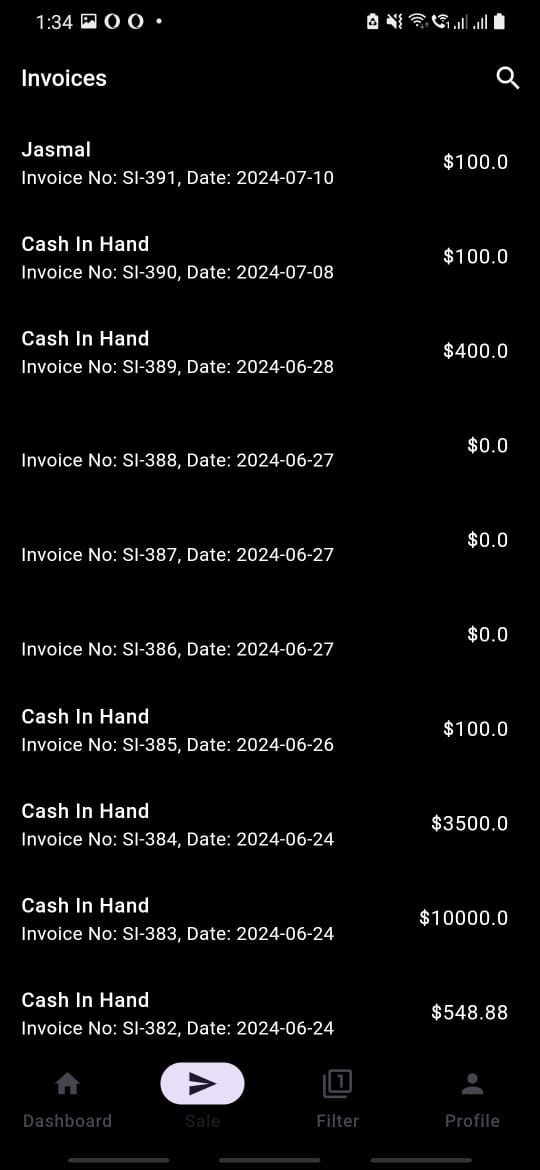 1:34
Invoices
Jasmal
Invoice No: SI-391, Date: 2024-07-10
$100.0
Cash In Hand
Invoice No: SI-390, Date: 2024-07-08
$100.0
Cash In Hand
Invoice No: SI-389, Date: 2024-06-28
$400.0
Invoice No: SI-388, Date: 2024-06-27
$0.0
Invoice No: SI-387, Date: 2024-06-27
$0.0
Invoice No: SI-386, Date: 2024-06-27
$0.0
Cash In Hand
Invoice No: SI-385, Date: 2024-06-26
$100.0
Cash In Hand
Invoice No: SI-384, Date: 2024-06-24
$3500.0
Cash In Hand
Invoice No: SI-383, Date: 2024-06-24
$10000.0
Cash In Hand
Invoice No: SI-382, Date: 2024-06-24
$548.88
1
Dashboard
Sale
Filter
Profile